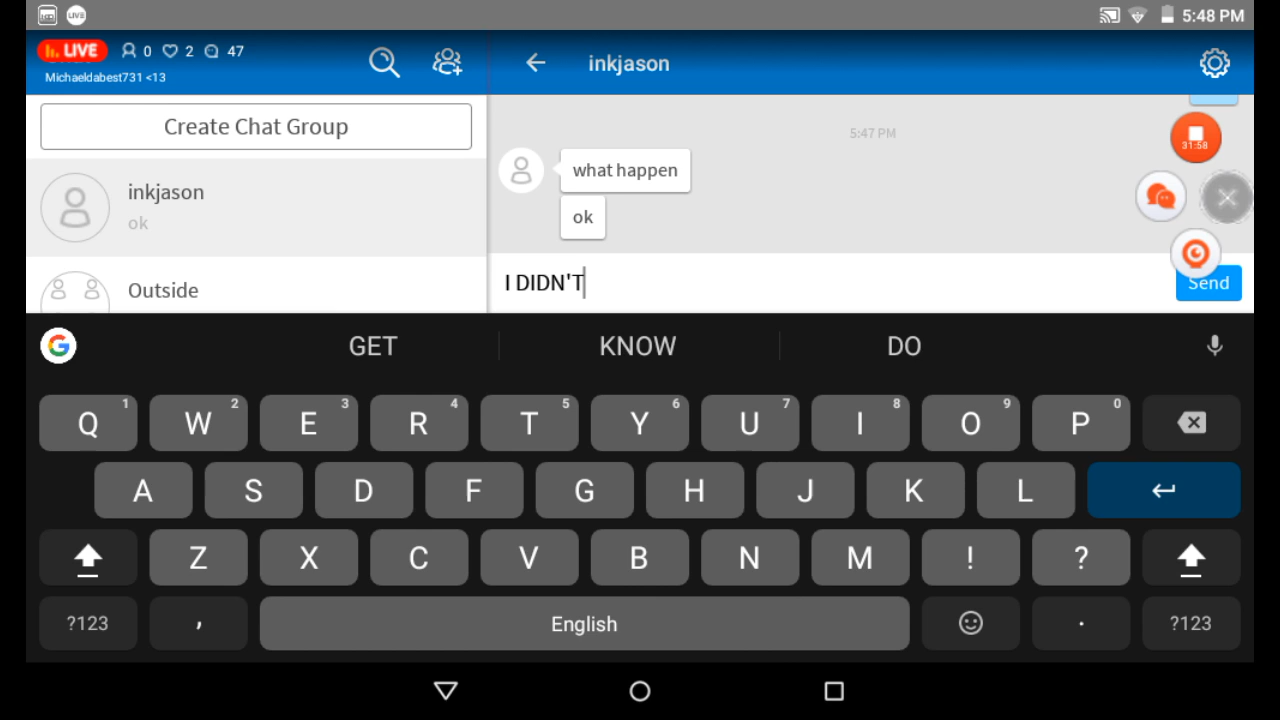 5:48 PM
LIVE 0 2 47
Michaeldabest731 <13
inkjason
Create Chat Group
5:47 PM
31:58
what happen
inkjason
ok
ok
Outside
I DIDN'T
Send
GET KNOW DO
Q 1 W 2 E 3 R 4 T 5 Y 6 U 7 I 8 O 9 P 0
A S D F G H J K L
Z X C V B N M ! ?
?123 , English . ?123